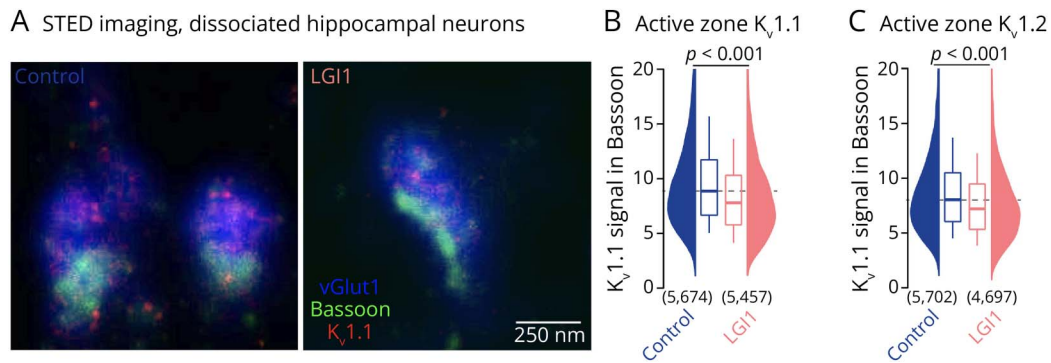 A STED imaging, dissociated hippocampal neurons
Control
LGI1
vGlut1
Bassoon
Kv1.1
250 nm
B Active zone Kv1.1
p < 0.001
Kv1.1 signal in Bassoon
20
15
10
5
0
(5,674) (5,457)
Control
LGI1
C Active zone Kv1.2
p < 0.001
Kv1.1 signal in Bassoon
20
15
10
5
0
(5,702) (4,697)
Control
LGI1